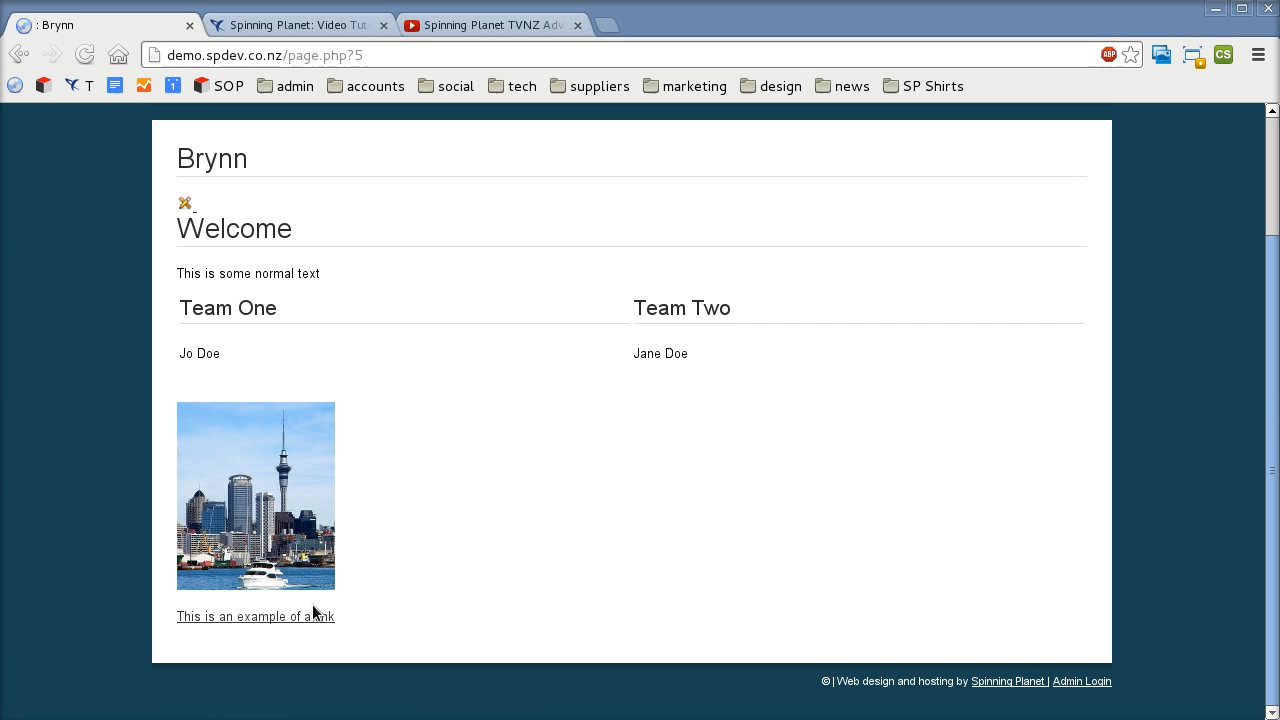 : Brynn
Spinning Planet: Video Tut
Spinning Planet TVNZ Adv
demo.spdev.co.nz/page.php?5
ABP
CS
T
1
SOP
admin
accounts
social
tech
suppliers
marketing
design
news
SP Shirts
Brynn
Welcome
This is some normal text
Team One
Team Two
Jo Doe
Jane Doe
This is an example of a link
© | Web design and hosting by Spinning Planet | Admin Login